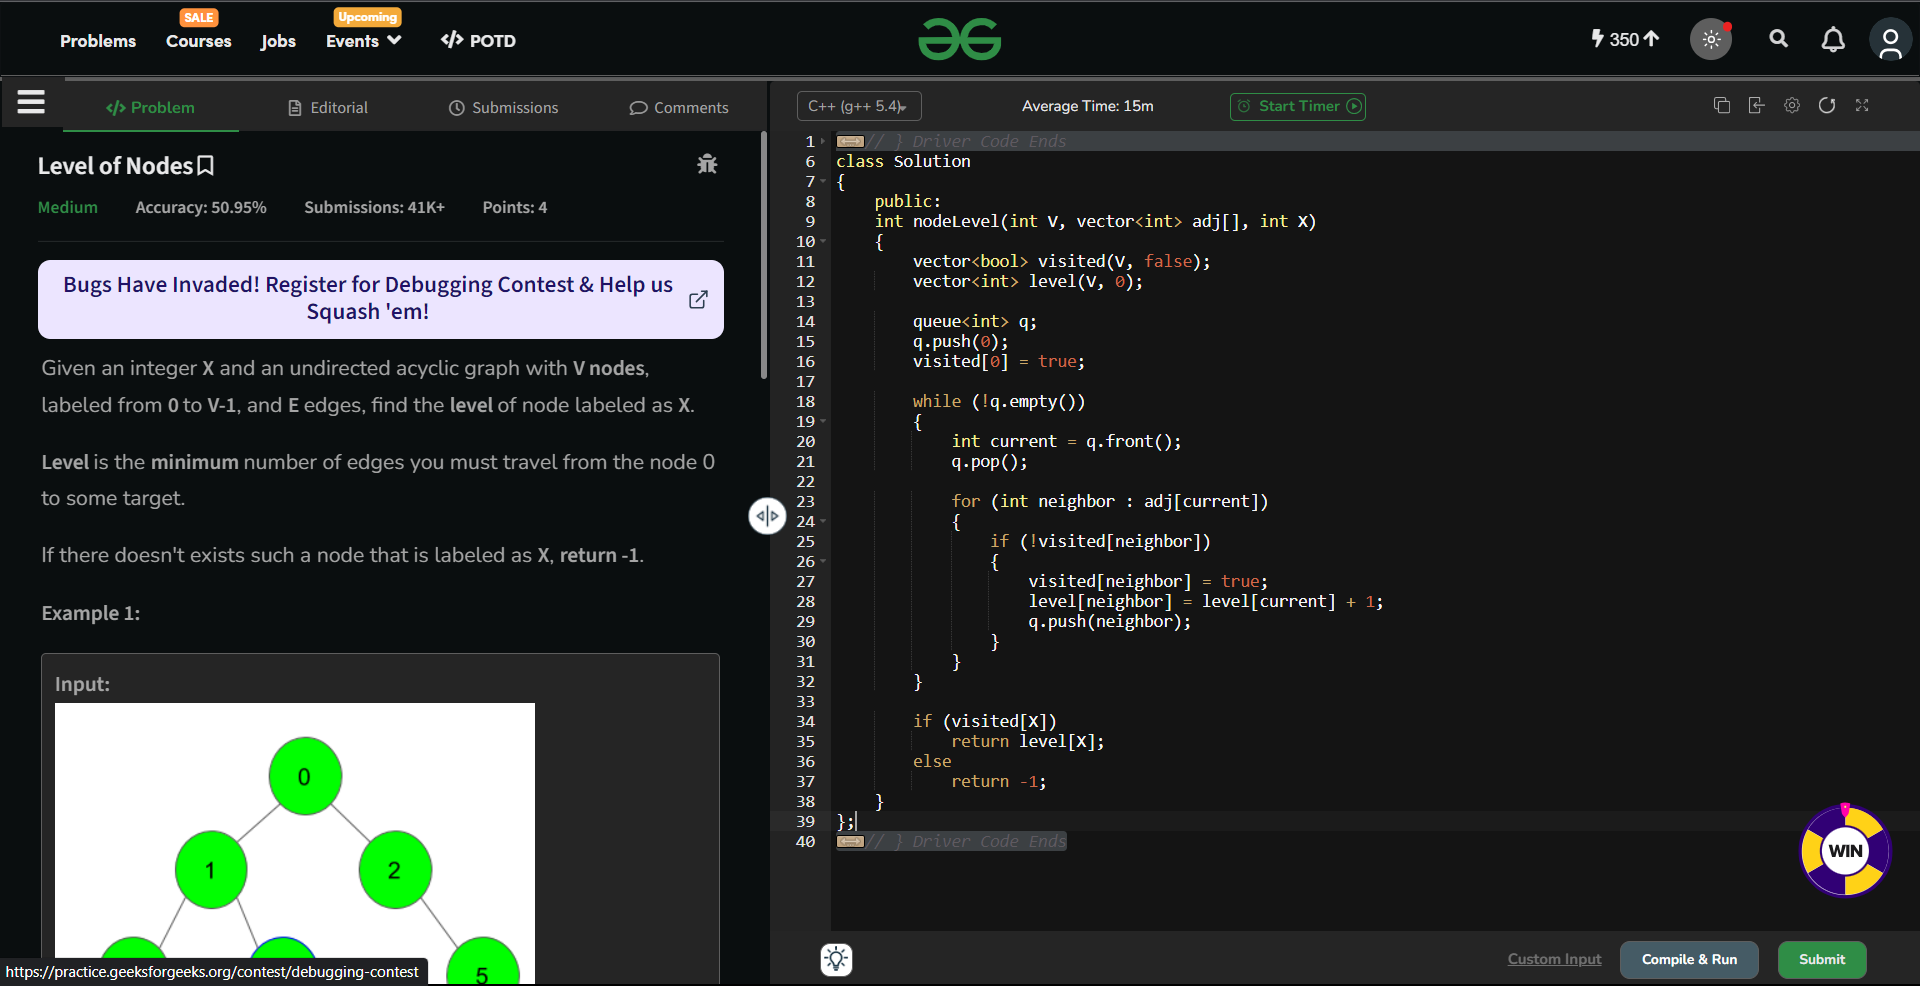 SALE
Upcoming
Problems Courses Jobs Events </> POTD
350
</> Problem Editorial Submissions Comments
C++ (g++ 5.4) Average Time: 15m Start Timer
Level of Nodes
Medium Accuracy: 50.95% Submissions: 41K+ Points: 4
Bugs Have Invaded! Register for Debugging Contest & Help us
Squash 'em!
Given an integer X and an undirected acyclic graph with V nodes,
labeled from 0 to V-1, and E edges, find the level of node labeled as X.
Level is the minimum number of edges you must travel from the node 0
to some target.
If there doesn't exists such a node that is labeled as X, return -1.
Example 1:
Input:
0
1
2
5
https://practice.geeksforgeeks.org/contest/debugging-contest
1 // } Driver Code Ends
6 class Solution
7 {
8 public:
9 int nodeLevel(int V, vector<int> adj[], int X)
10 {
11 vector<bool> visited(V, false);
12 vector<int> level(V, 0);
13
14 queue<int> q;
15 q.push(0);
16 visited[0] = true;
17
18 while (!q.empty())
19 {
20 int current = q.front();
21 q.pop();
22
23 for (int neighbor : adj[current])
24 {
25 if (!visited[neighbor])
26 {
27 visited[neighbor] = true;
28 level[neighbor] = level[current] + 1;
29 q.push(neighbor);
30 }
31 }
32 }
33
34 if (visited[X])
35 return level[X];
36 else
37 return -1;
38 }
39 };
40 // } Driver Code Ends
WIN
Custom Input Compile & Run Submit